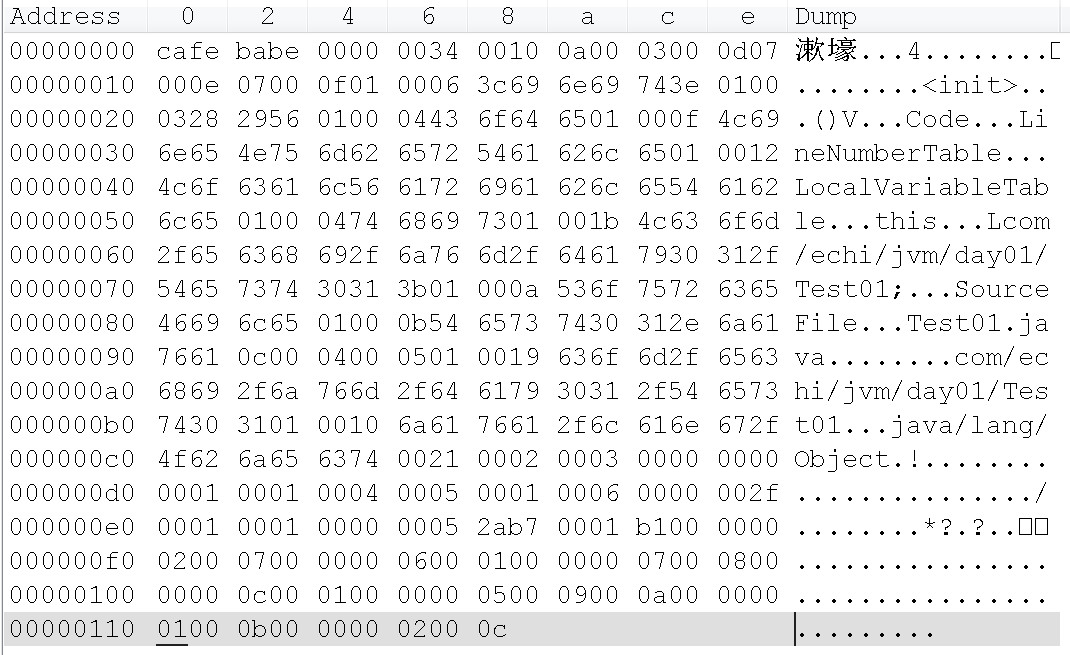 Address 0 2 4 6 8 a c e Dump
00000000 cafe babe 0000 0034 0010 0a00 0300 0d07 漱壕...4........□
00000010 000e 0700 0f01 0006 3c69 6e69 743e 0100 ........<init>..
00000020 0328 2956 0100 0443 6f64 6501 000f 4c69 .()V...Code...Li
00000030 6e65 4e75 6d62 6572 5461 626c 6501 0012 neNumberTable...
00000040 4c6f 6361 6c56 6172 6961 626c 6554 6162 LocalVariableTab
00000050 6c65 0100 0474 6869 7301 001b 4c63 6f6d le...this...Lcom
00000060 2f65 6368 692f 6a76 6d2f 6461 7930 312f /echi/jvm/day01/
00000070 5465 7374 3031 3b01 000a 536f 7572 6365 Test01;...Source
00000080 4669 6c65 0100 0b54 6573 7430 312e 6a61 File...Test01.ja
00000090 7661 0c00 0400 0501 0019 636f 6d2f 6563 va........com/ec
000000a0 6869 2f6a 766d 2f64 6179 3031 2f54 6573 hi/jvm/day01/Tes
000000b0 7430 3101 0010 6a61 7661 2f6c 616e 672f t01...java/lang/
000000c0 4f62 6a65 6374 0021 0002 0003 0000 0000 Object.!........
000000d0 0001 0001 0004 0005 0001 0006 0000 002f .............../
000000e0 0001 0001 0000 0005 2ab7 0001 b100 0000 ........*?.?..□□
000000f0 0200 0700 0000 0600 0100 0000 0700 0800 ................
00000100 0000 0c00 0100 0000 0500 0900 0a00 0000 ................
00000110 0100 0b00 0000 0200 0c .........